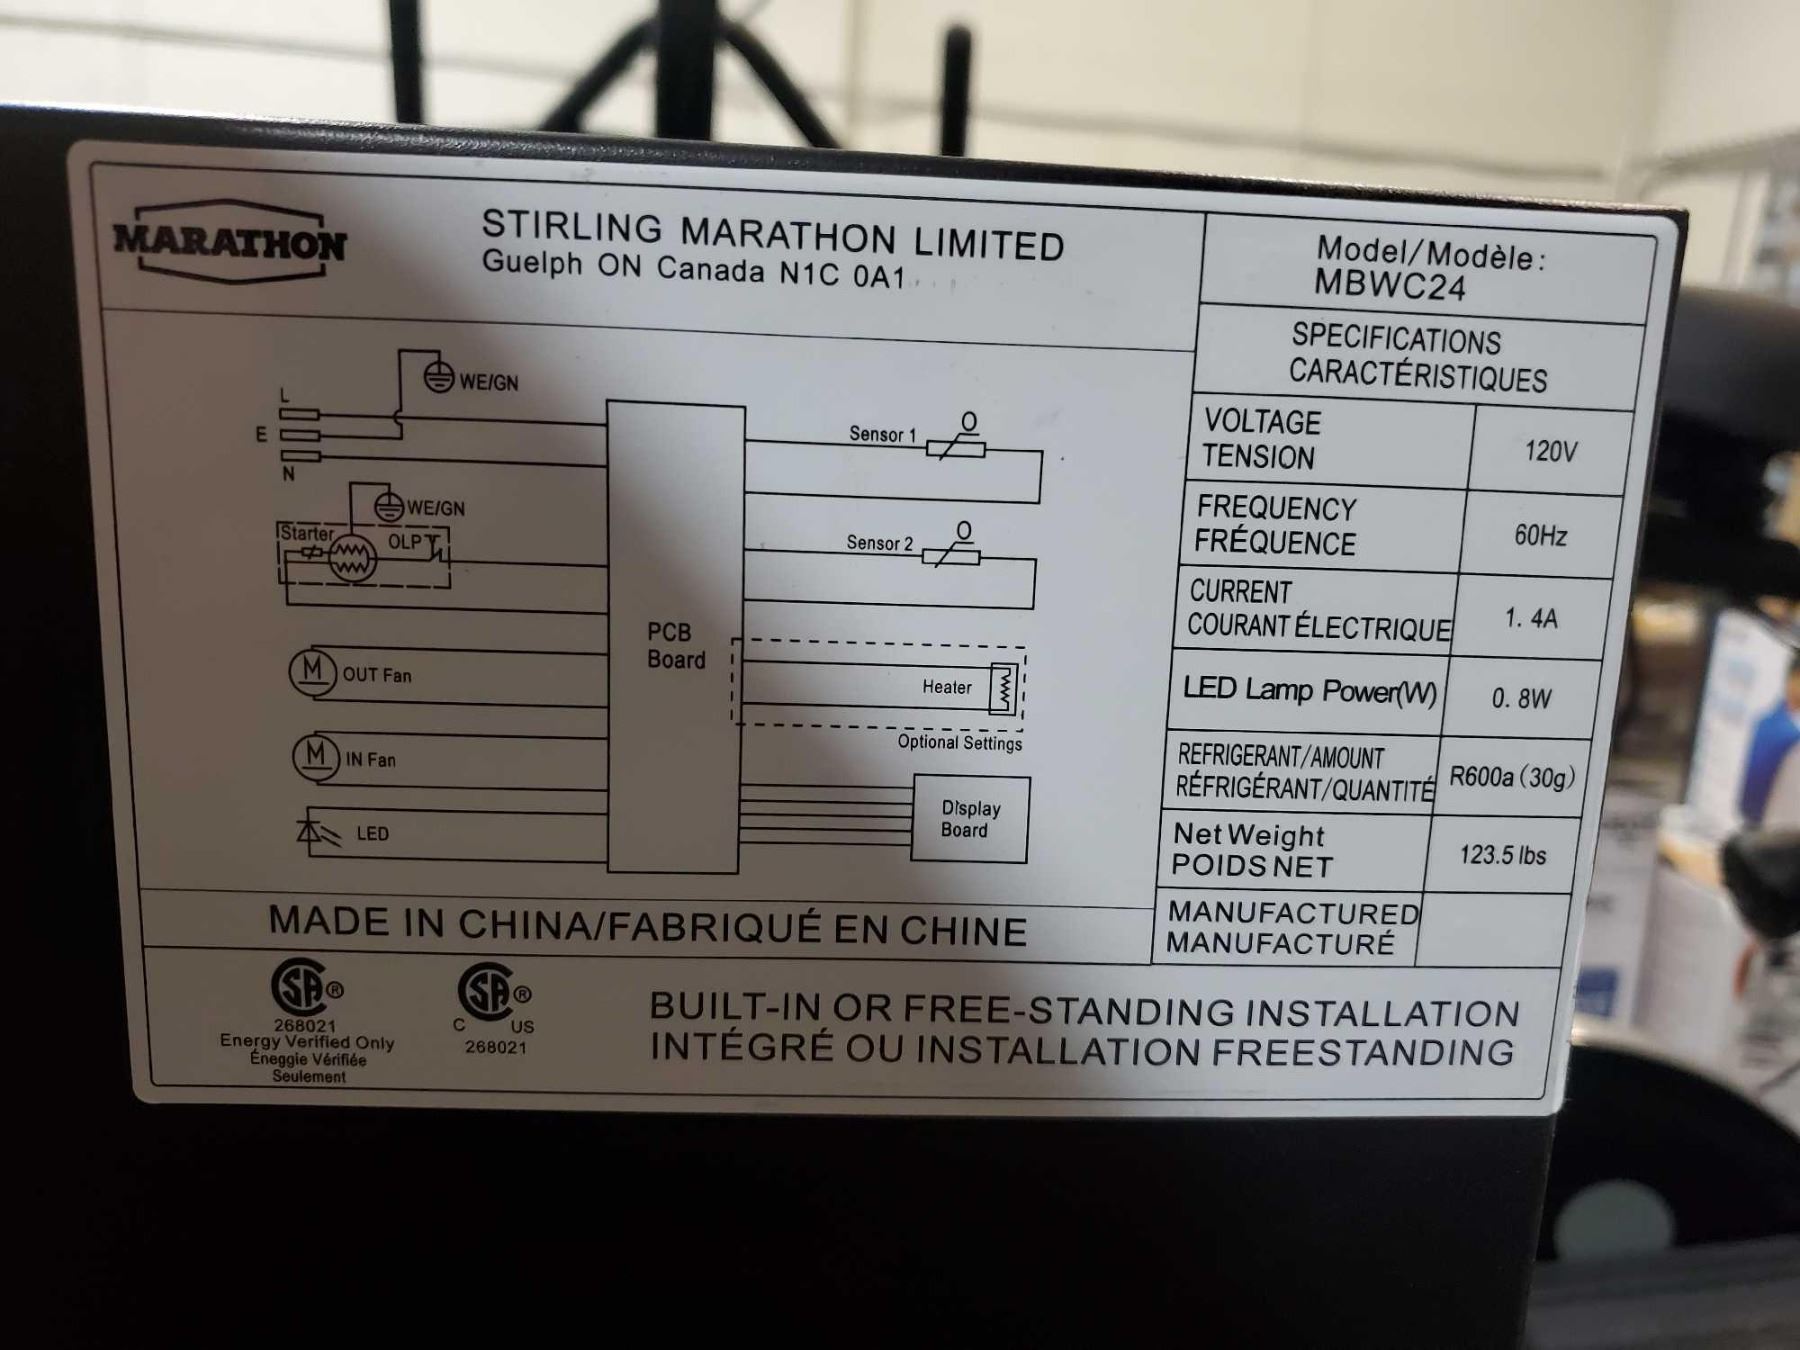 MARATHON
STIRLING MARATHON LIMITED
Guelph ON Canada N1C 0A1
Model/Modèle:
MBWC24
SPECIFICATIONS
CARACTÉRISTIQUES
VOLTAGE
TENSION
120V
FREQUENCY
FRÉQUENCE
60Hz
CURRENT
COURANT ÉLECTRIQUE
1. 4A
LED Lamp Power(W)
0. 8W
REFRIGERANT/AMOUNT
RÉFRIGÉRANT/QUANTITÉ
R600a (30g)
Net Weight
POIDS NET
123.5 lbs
MANUFACTURED
MANUFACTURÉ
WE/GN
L
E
N
WE/GN
Starter
OLP
OUT Fan
M
IN Fan
M
LED
PCB
Board
Sensor 1
Sensor 2
Heater
Optional Settings
Display
Board
MADE IN CHINA/FABRIQUÉ EN CHINE
SA®
268021
Energy Verified Only
Éneggie Vérifiée
Seulement
SA®
C US
268021
BUILT-IN OR FREE-STANDING INSTALLATION
INTÉGRÉ OU INSTALLATION FREESTANDING